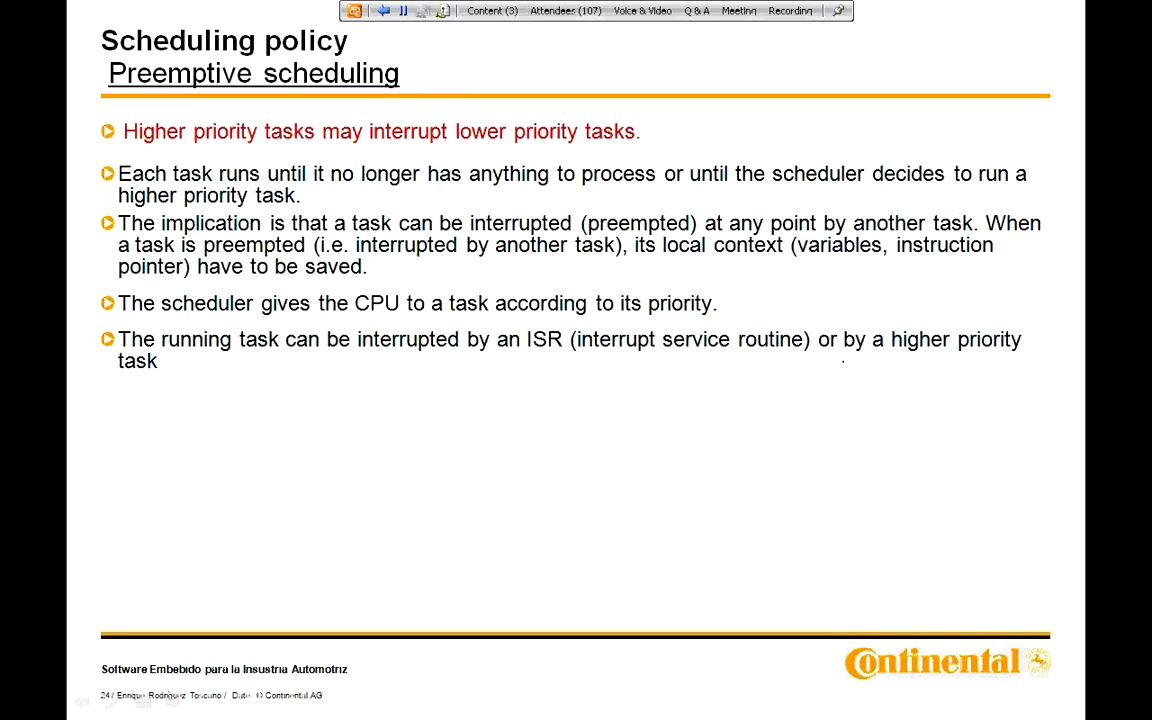 Content (3) Attendees (107) Voice & Video Q & A Meeting Recording
Scheduling policy
Preemptive scheduling
Higher priority tasks may interrupt lower priority tasks.
Each task runs until it no longer has anything to process or until the scheduler decides to run a
higher priority task.
The implication is that a task can be interrupted (preempted) at any point by another task. When
a task is preempted (i.e. interrupted by another task), its local context (variables, instruction
pointer) have to be saved.
The scheduler gives the CPU to a task according to its priority.
The running task can be interrupted by an ISR (interrupt service routine) or by a higher priority
task
Software Embebido para la Insustria Automotriz
Continental
24 / Enrique Rodriguez Toscano / Date © Continental AG